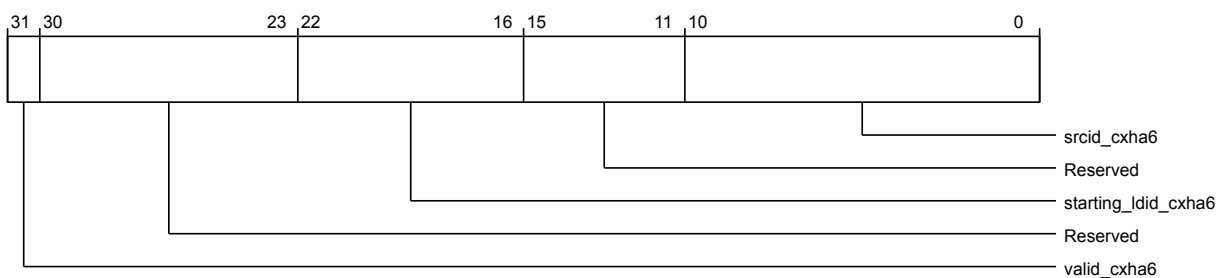 31 30 23 22 16 15 11 10 0
srcid_cxha6
Reserved
starting_ldid_cxha6
Reserved
valid_cxha6